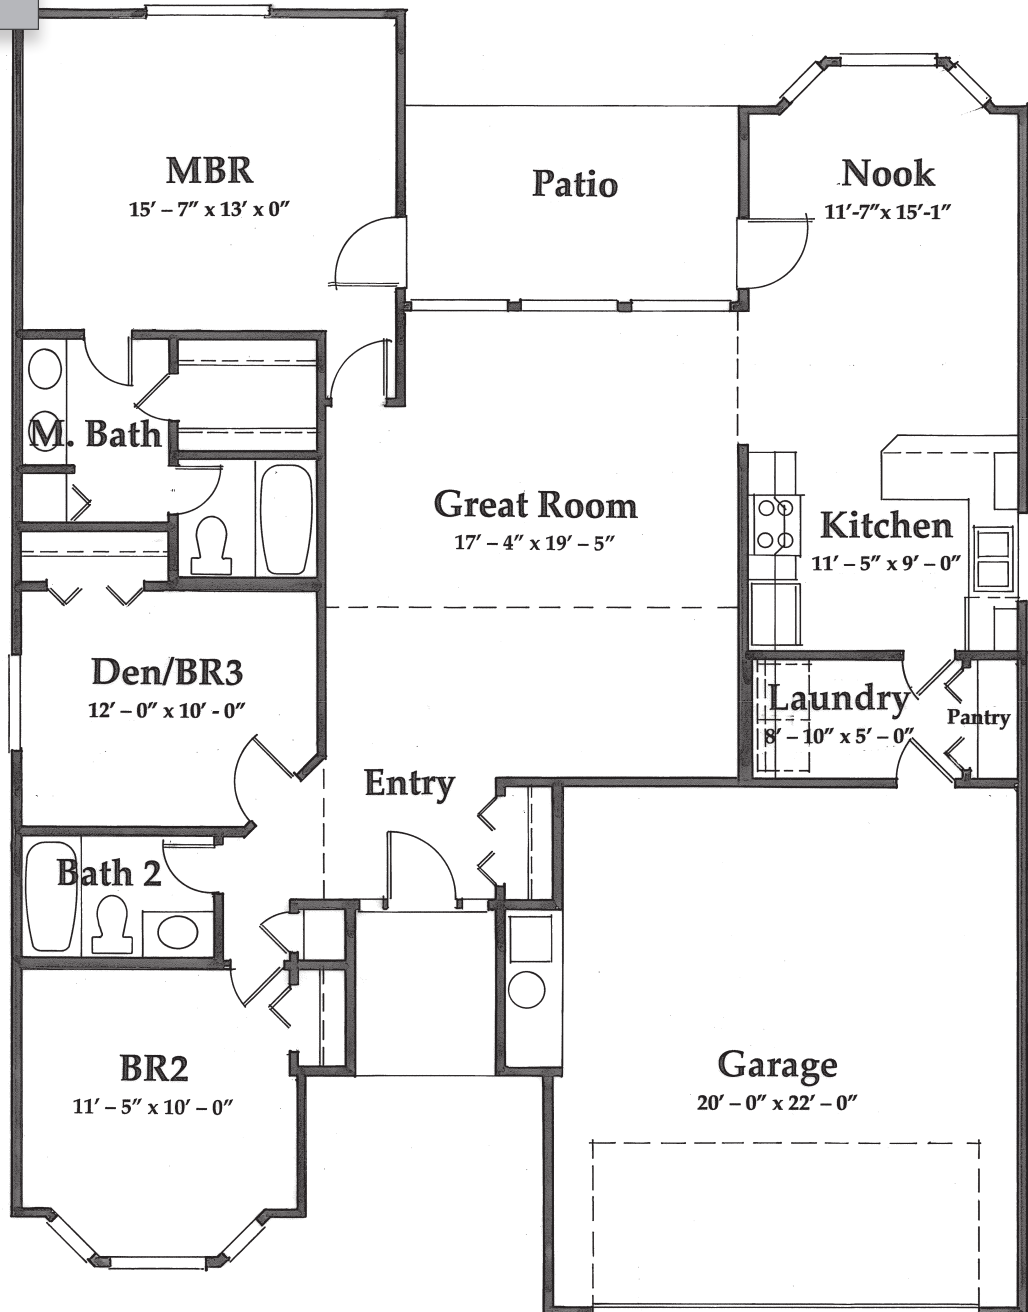 MBR
15′ – 7″ x 13′ x 0″
Patio
Nook
11′-7″x 15′-1″
M. Bath
Great Room
17′ – 4″ x 19′ – 5″
Kitchen
11′ – 5″ x 9′ – 0″
Den/BR3
12′ – 0″ x 10′ - 0″
Laundry
8′ – 10″ x 5′ – 0″
Pantry
Entry
Bath 2
BR2
11′ – 5″ x 10′ – 0″
Garage
20′ – 0″ x 22′ – 0″